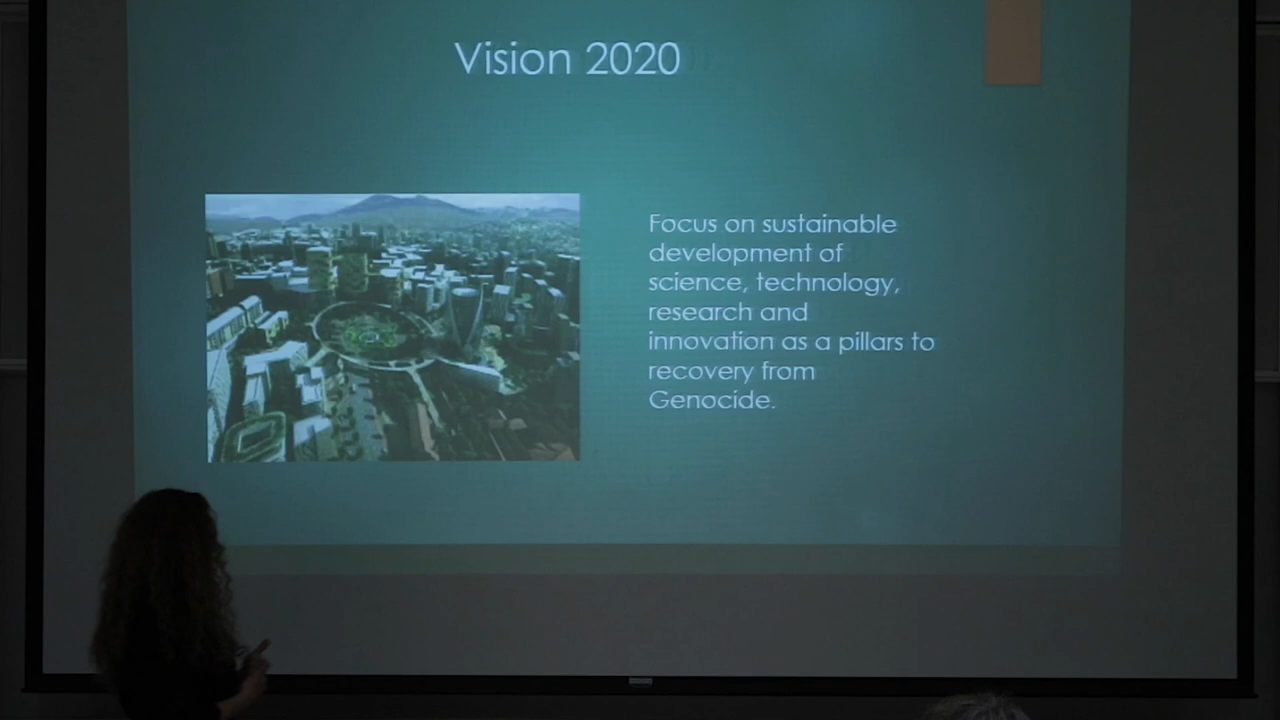 Vision 2020
Focus on sustainable
development of
science, technology,
research and
innovation as a pillars to
recovery from
Genocide.